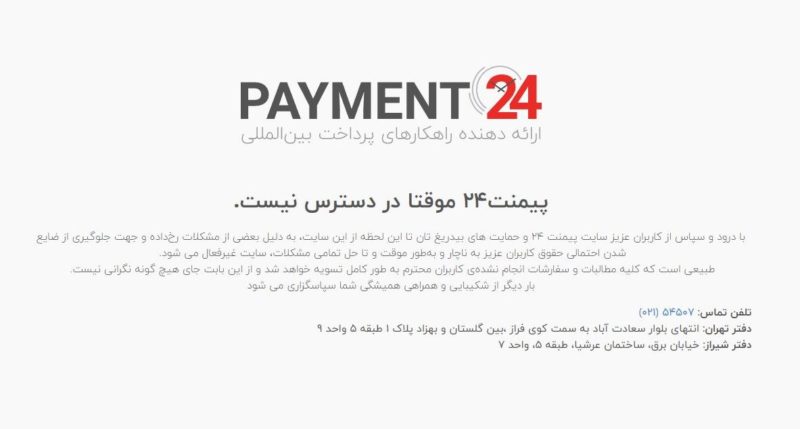 PAYMENT24
ارائه دهنده راهکارهای پرداخت بین‌المللی
پیمنت۲۴ موقتا در دسترس نیست.
با درود و سپاس از کاربران عزیز سایت پیمنت ۲۴ و حمایت های بیدریغ تان تا این لحظه از این سایت، به دلیل بعضی از مشکلات رخ‌داده و جهت جلوگیری از ضایع
شدن احتمالی حقوق کاربران عزیز به ناچار و به‌طور موقت و تا حل تمامی مشکلات، سایت غیرفعال می شود.
طبیعی است که کلیه مطالبات و سفارشات انجام نشده‌ی کاربران محترم به طور کامل تسویه خواهد شد و از این بابت جای هیچ گونه نگرانی نیست.
بار دیگر از شکیبایی و همراهی همیشگی شما سپاسگزاری می شود
تلفن تماس: ۵۴۵۰۷ (۰۲۱)
دفتر تهران: انتهای بلوار سعادت آباد به سمت کوی فراز ،بین گلستان و بهزاد پلاک ۱ طبقه ۵ واحد ۹
دفتر شیراز: خیابان برق، ساختمان عرشیا، طبقه ۵، واحد ۷